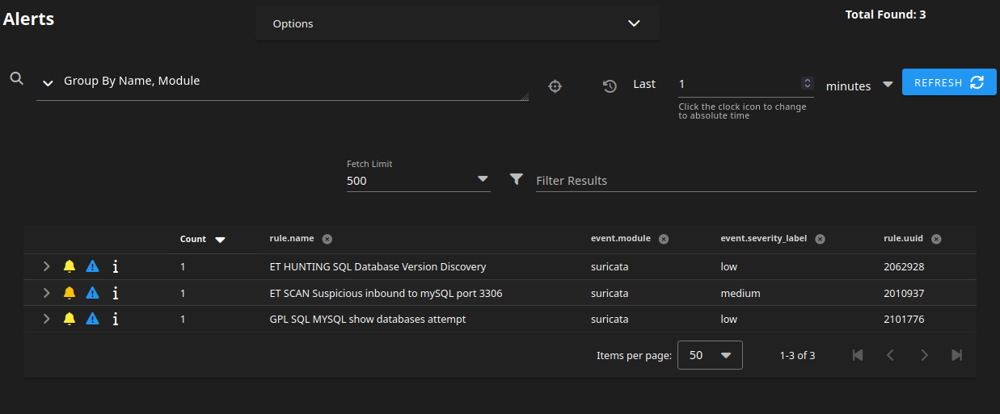 Alerts
Options
Total Found: 3
Group By Name, Module
Last
1
minutes
REFRESH
Click the clock icon to change
to absolute time
Fetch Limit
500
Filter Results
Count rule.name event.module event.severity_label rule.uuid
1 ET HUNTING SQL Database Version Discovery suricata low 2062928
1 ET SCAN Suspicious inbound to mySQL port 3306 suricata medium 2010937
1 GPL SQL MYSQL show databases attempt suricata low 2101776
Items per page: 50 1-3 of 3